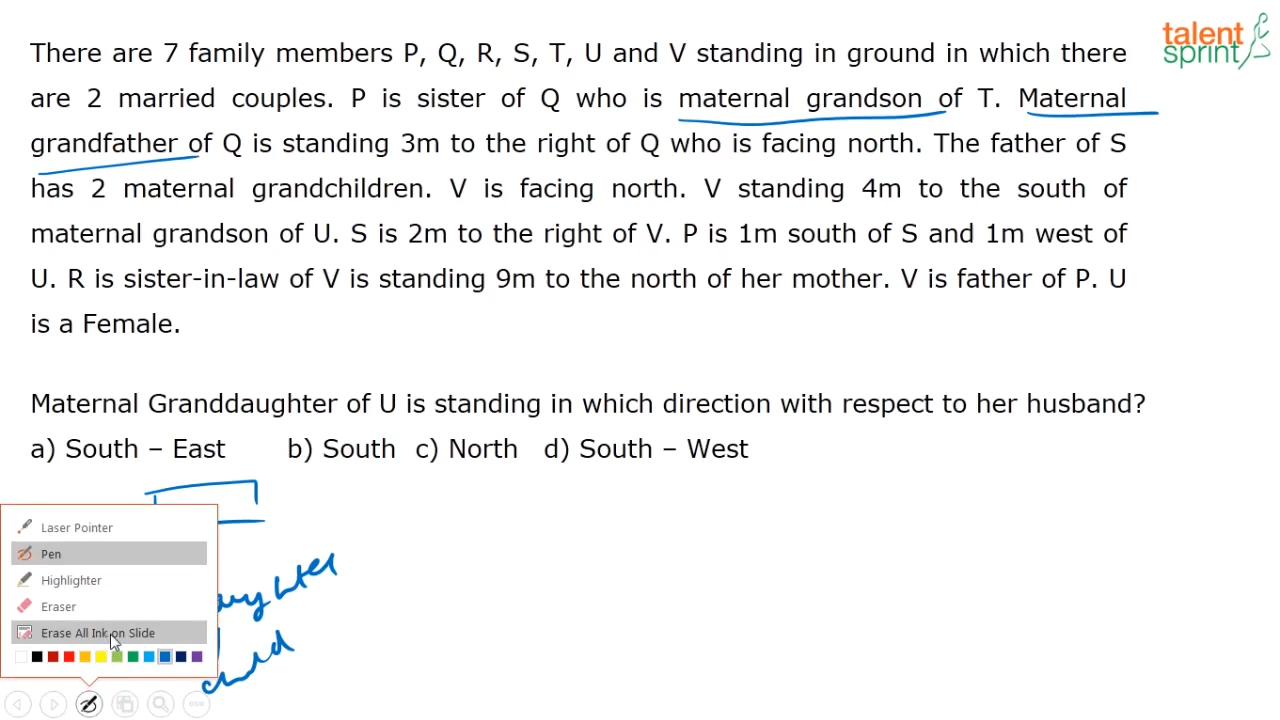 talent
sprint
There are 7 family members P, Q, R, S, T, U and V standing in ground in which there
are 2 married couples. P is sister of Q who is maternal grandson of T. Maternal
grandfather of Q is standing 3m to the right of Q who is facing north. The father of S
has 2 maternal grandchildren. V is facing north. V standing 4m to the south of
maternal grandson of U. S is 2m to the right of V. P is 1m south of S and 1m west of
U. R is sister-in-law of V is standing 9m to the north of her mother. V is father of P. U
is a Female.
Maternal Granddaughter of U is standing in which direction with respect to her husband?
a) South – East b) South c) North d) South – West
Laser Pointer
Pen
Highlighter
Eraser
Erase All Ink on Slide
child